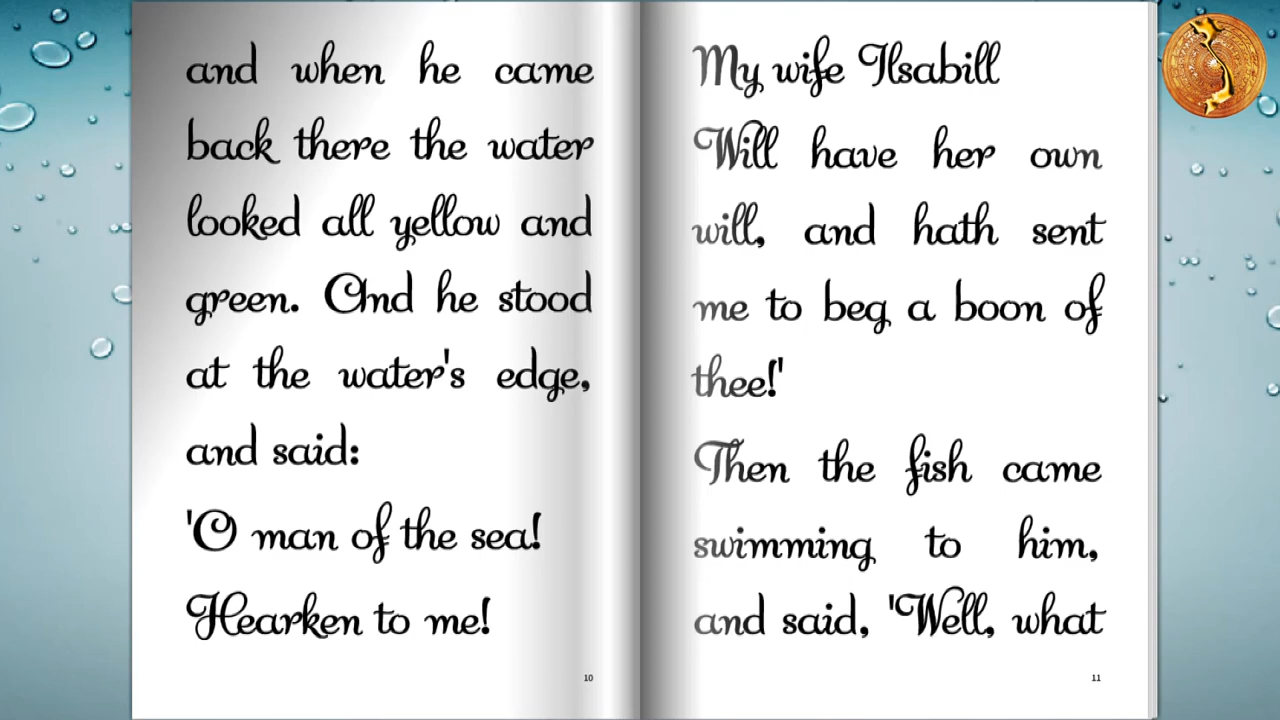 and when he came
back there the water
looked all yellow and
green. And he stood
at the water's edge,
and said:
'O man of the sea!
Hearken to me!
10
My wife Ilsabill
Will have her own
will, and hath sent
me to beg a boon of
thee!'
Then the fish came
swimming to him,
and said, 'Well, what
11